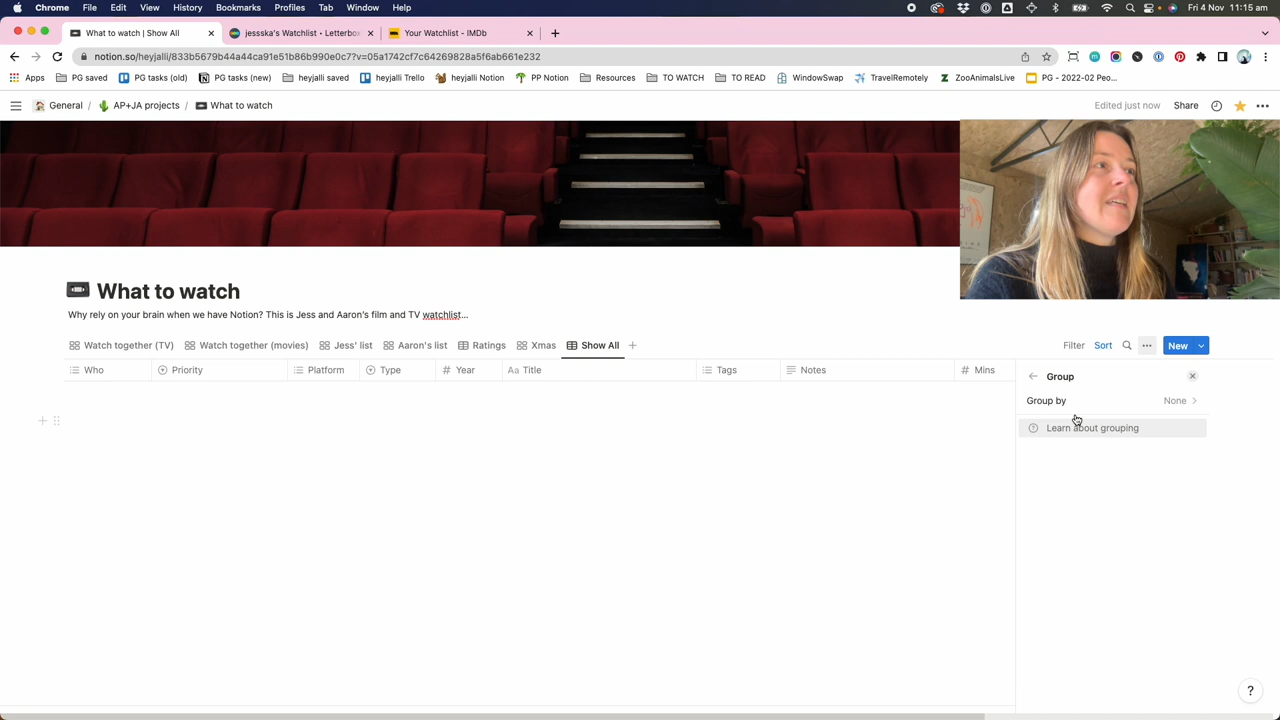 Chrome File Edit View History Bookmarks Profiles Tab Window Help Fri 4 Nov 11:15 am
What to watch | Show All jessska's Watchlist • Letterbox Your Watchlist - IMDb
notion.so/heyjalli/833b5679b44a44ca91e51b86b990e0c7?v=05a1742cf7c64269828a5f6ab661e232
Apps PG saved PG tasks (old) PG tasks (new) heyjalli saved heyjalli Trello heyjalli Notion PP Notion Resources TO WATCH TO READ WindowSwap TravelRemotely ZooAnimalsLive PG - 2022-02 Peo...
General / AP+JA projects / What to watch Edited just now Share
What to watch
Why rely on your brain when we have Notion? This is Jess and Aaron's film and TV watchlist...
Watch together (TV) Watch together (movies) Jess' list Aaron's list Ratings Xmas Show All Filter Sort New
Who Priority Platform Type Year Aa Title Tags Notes Mins
Group
Group by None
Learn about grouping
?